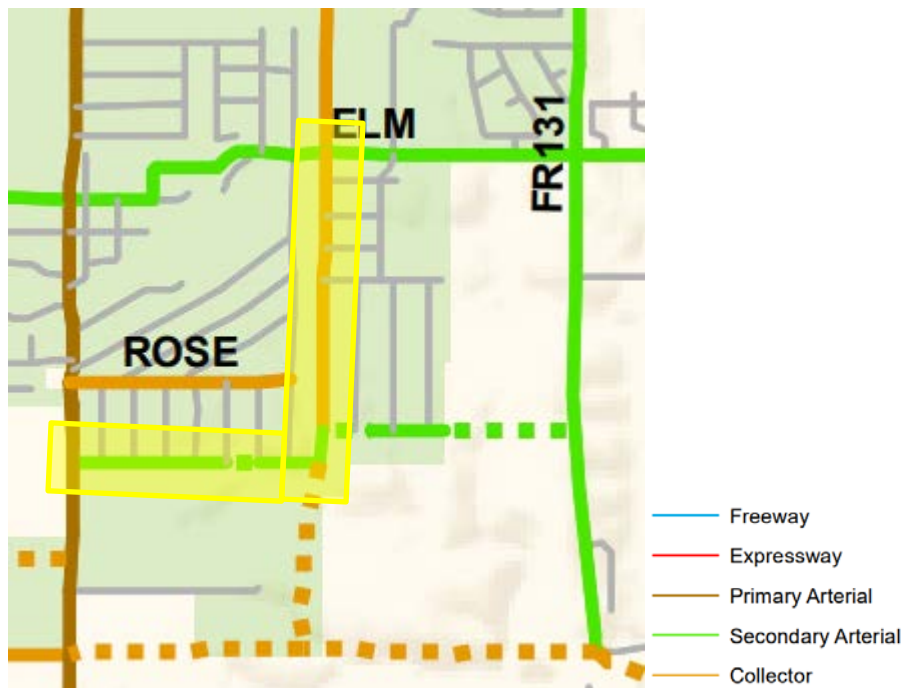 ELM
FR131
ROSE
Freeway
Expressway
Primary Arterial
Secondary Arterial
Collector